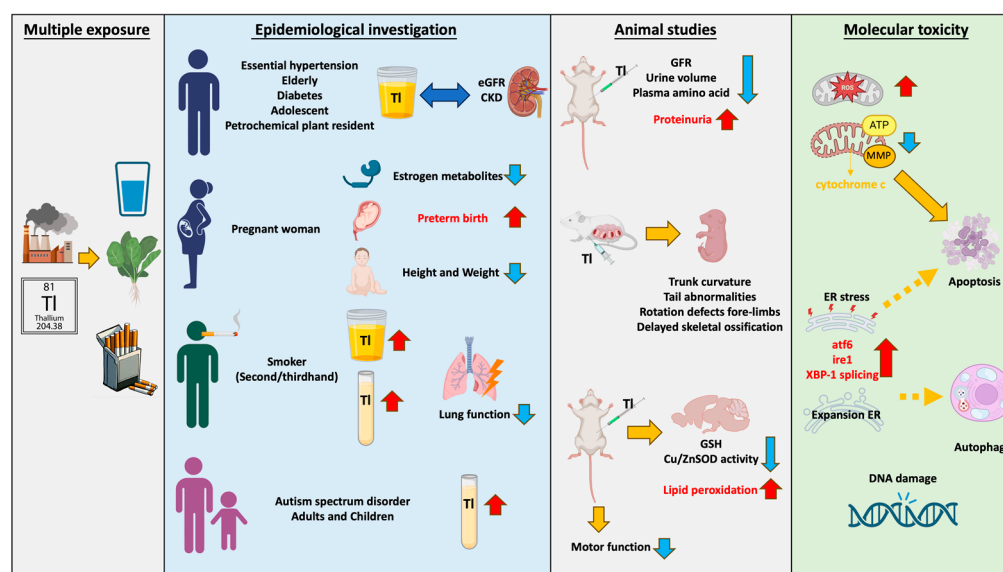 Multiple exposure
81
Tl
Thallium
204.38
Epidemiological investigation
Essential hypertension
Elderly
Diabetes
Adolescent
Petrochemical plant resident
Tl
eGFR
CKD
Pregnant woman
Estrogen metabolites
Preterm birth
Height and Weight
Smoker
(Second/thirdhand)
Tl
Tl
Lung function
Autism spectrum disorder
Adults and Children
Tl
Animal studies
Tl
GFR
Urine volume
Plasma amino acid
Proteinuria
Tl
Trunk curvature
Tail abnormalities
Rotation defects fore-limbs
Delayed skeletal ossification
Tl
GSH
Cu/ZnSOD activity
Lipid peroxidation
Motor function
Molecular toxicity
ROS
ATP
MMP
cytochrome c
Apoptosis
ER stress
atf6
ire1
XBP-1 splicing
Expansion ER
Autophag
DNA damage